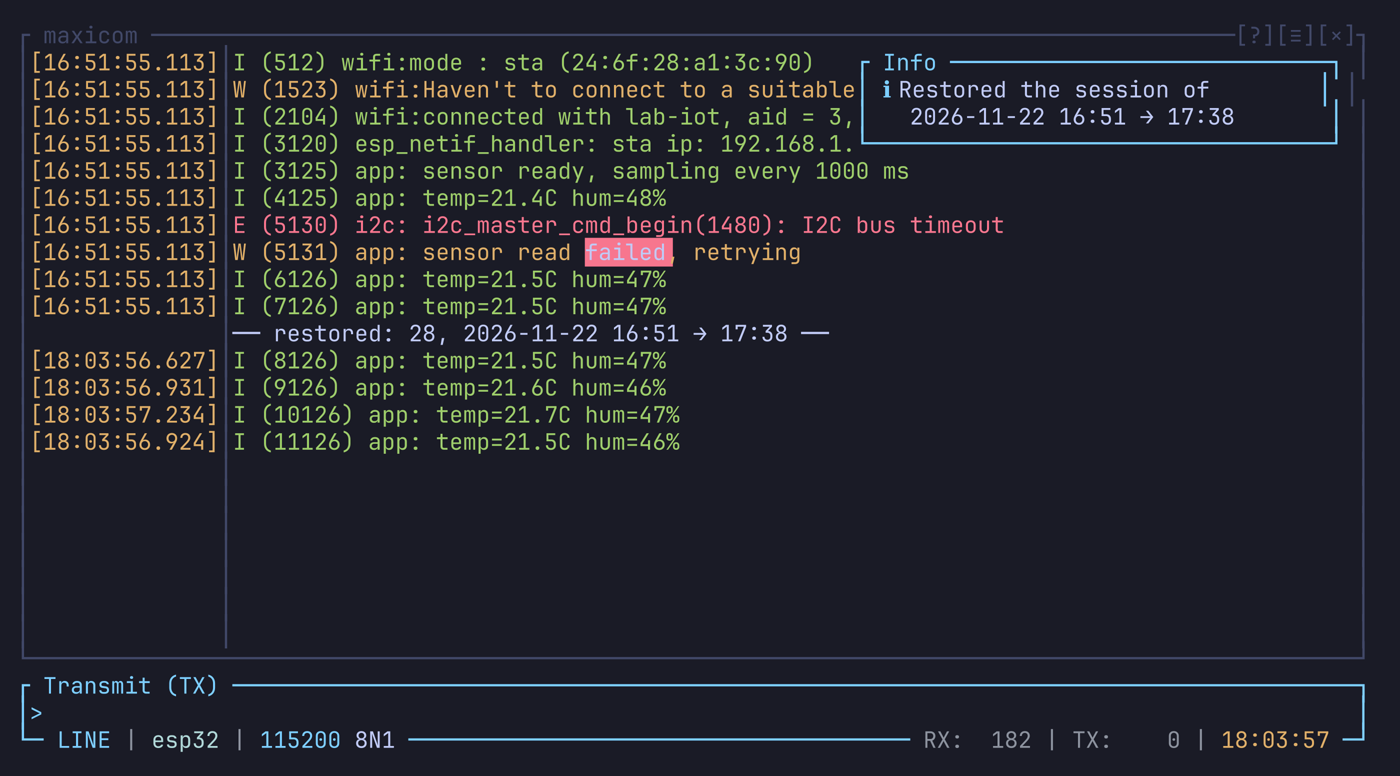 maxicom [?][≡][×]
[16:51:55.113] I (512) wifi:mode : sta (24:6f:28:a1:3c:90)
[16:51:55.113] W (1523) wifi:Haven't to connect to a suitable
[16:51:55.113] I (2104) wifi:connected with lab-iot, aid = 3,
[16:51:55.113] I (3120) esp_netif_handler: sta ip: 192.168.1.
[16:51:55.113] I (3125) app: sensor ready, sampling every 1000 ms
[16:51:55.113] I (4125) app: temp=21.4C hum=48%
[16:51:55.113] E (5130) i2c: i2c_master_cmd_begin(1480): I2C bus timeout
[16:51:55.113] W (5131) app: sensor read failed, retrying
[16:51:55.113] I (6126) app: temp=21.5C hum=47%
[16:51:55.113] I (7126) app: temp=21.5C hum=47%
── restored: 28, 2026-11-22 16:51 → 17:38 ──
[18:03:56.627] I (8126) app: temp=21.5C hum=47%
[18:03:56.931] I (9126) app: temp=21.6C hum=46%
[18:03:57.234] I (10126) app: temp=21.7C hum=47%
[18:03:56.924] I (11126) app: temp=21.5C hum=46%
Info
ℹ Restored the session of
2026-11-22 16:51 → 17:38
Transmit (TX)
>
LINE | esp32 | 115200 8N1 RX: 182 | TX: 0 | 18:03:57